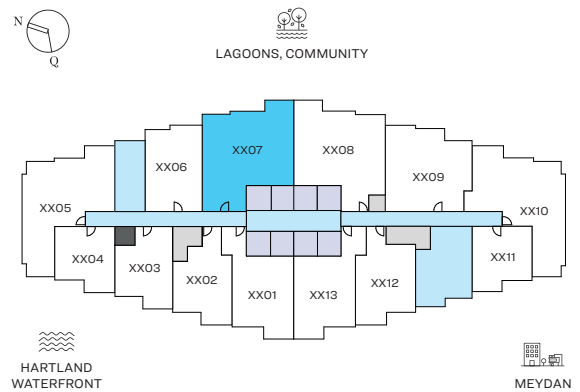 N
Q
LAGOONS, COMMUNITY
XX07
XX06
XX08
XX09
XX05
XX10
XX04
XX03
XX02
XX01
XX13
XX12
XX11
HARTLAND
WATERFRONT
MEYDAN